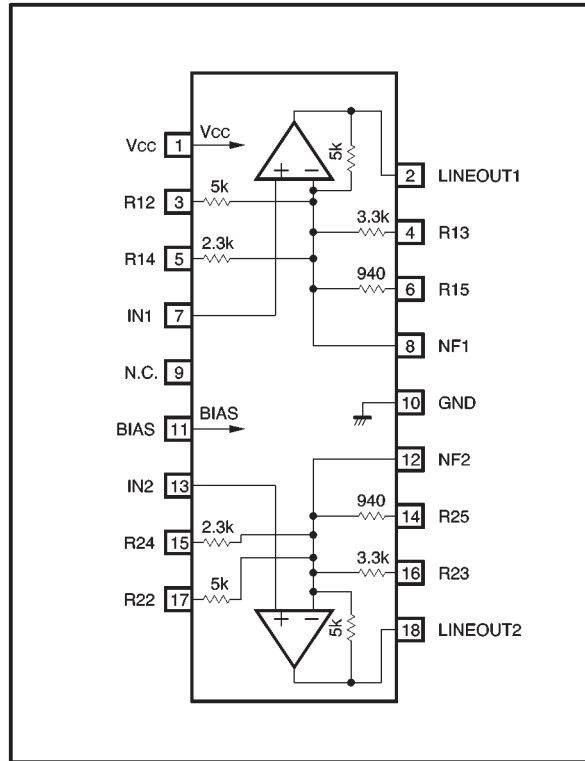 Vcc 1 Vcc
5k
2 LINEOUT1
R12 3 5k
3.3k 4 R13
R14 5 2.3k
940 6 R15
IN1 7
8 NF1
N.C. 9
10 GND
BIAS 11 BIAS
12 NF2
IN2 13
940 14 R25
R24 15 2.3k
3.3k 16 R23
R22 17 5k
5k
18 LINEOUT2
+ −
+ −